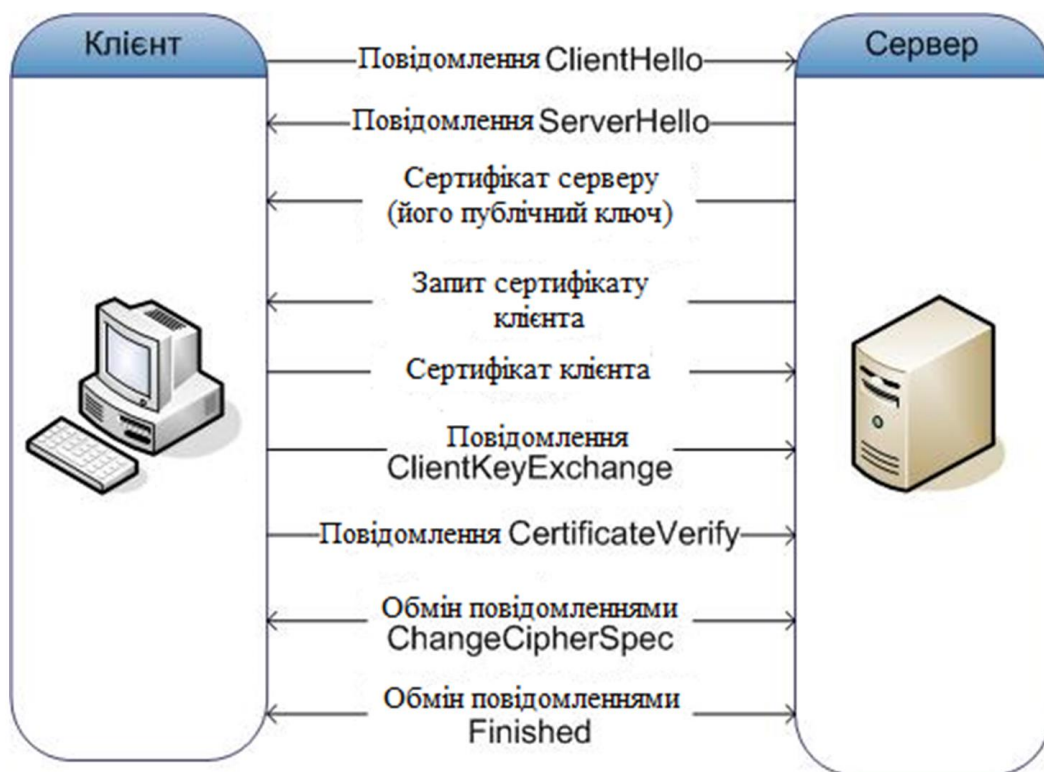 Клієнт
Сервер
Повідомлення ClientHello
Повідомлення ServerHello
Сертифікат серверу
(його публічний ключ)
Запит сертифікату
клієнта
Сертифікат клієнта
Повідомлення
ClientKeyExchange
Повідомлення CertificateVerify
Обмін повідомленнями
ChangeCipherSpec
Обмін повідомленнями
Finished